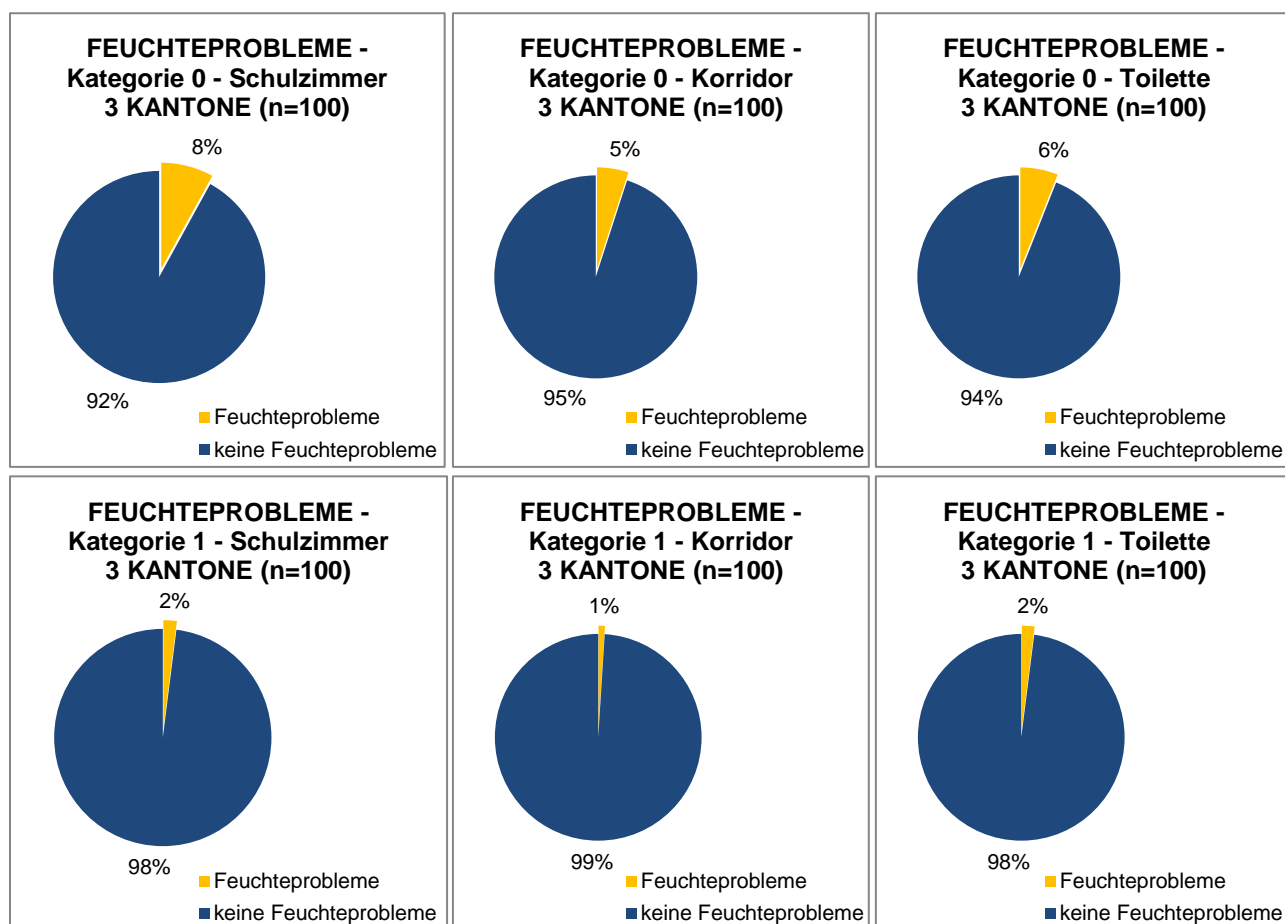 FEUCHTEPROBLEME -
Kategorie 0 - Schulzimmer
3 KANTONE (n=100)
8%
92%
Feuchteprobleme
keine Feuchteprobleme
FEUCHTEPROBLEME -
Kategorie 0 - Korridor
3 KANTONE (n=100)
5%
95%
Feuchteprobleme
keine Feuchteprobleme
FEUCHTEPROBLEME -
Kategorie 0 - Toilette
3 KANTONE (n=100)
6%
94%
Feuchteprobleme
keine Feuchteprobleme
FEUCHTEPROBLEME -
Kategorie 1 - Schulzimmer
3 KANTONE (n=100)
2%
98%
Feuchteprobleme
keine Feuchteprobleme
FEUCHTEPROBLEME -
Kategorie 1 - Korridor
3 KANTONE (n=100)
1%
99%
Feuchteprobleme
keine Feuchteprobleme
FEUCHTEPROBLEME -
Kategorie 1 - Toilette
3 KANTONE (n=100)
2%
98%
Feuchteprobleme
keine Feuchteprobleme